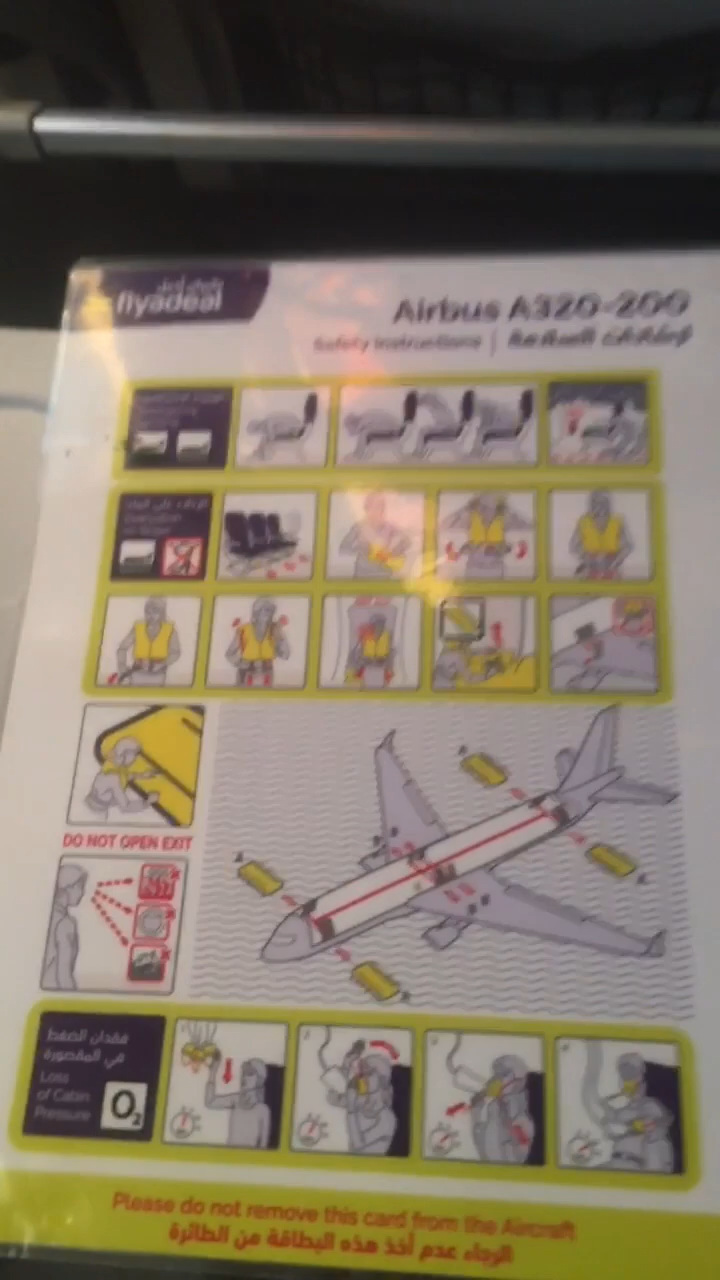 flyadeal
Airbus A320-200
Safety Instructions | إرشادات السلامة
DO NOT OPEN EXIT
فقدان الضغط
في المقصورة
Loss
of Cabin
Pressure
O2
Please do not remove this card from the Aircraft
الرجاء عدم أخذ هذه البطاقة من الطائرة